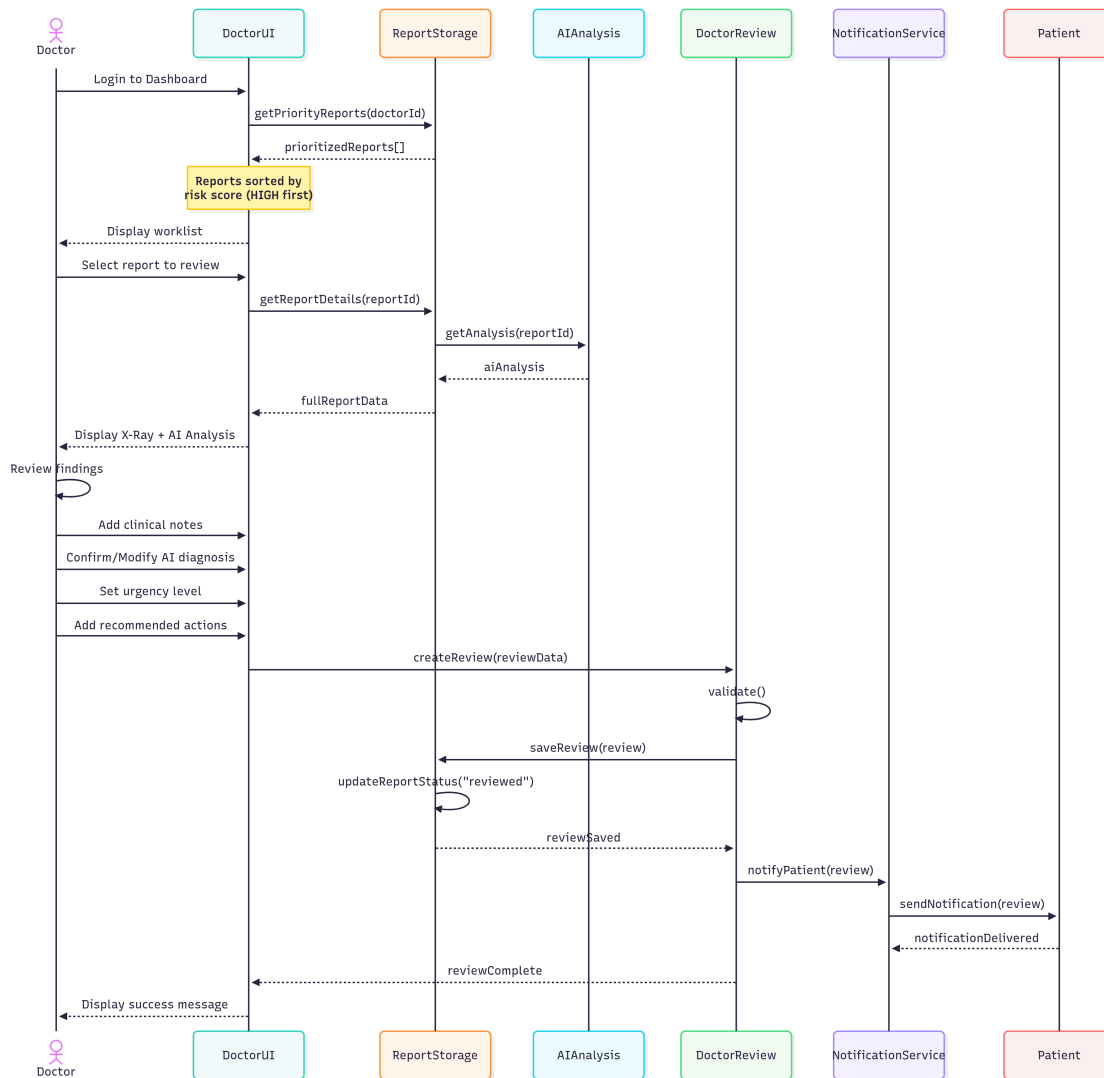 Doctor
DoctorUI
ReportStorage
AIAnalysis
DoctorReview
NotificationService
Patient
Login to Dashboard
getPriorityReports(doctorId)
prioritizedReports[]
Reports sorted by
risk score (HIGH first)
Display worklist
Select report to review
getReportDetails(reportId)
getAnalysis(reportId)
aiAnalysis
fullReportData
Display X-Ray + AI Analysis
Review findings
Add clinical notes
Confirm/Modify AI diagnosis
Set urgency level
Add recommended actions
createReview(reviewData)
validate()
saveReview(review)
updateReportStatus("reviewed")
reviewSaved
notifyPatient(review)
sendNotification(review)
notificationDelivered
reviewComplete
Display success message
Doctor
DoctorUI
ReportStorage
AIAnalysis
DoctorReview
NotificationService
Patient